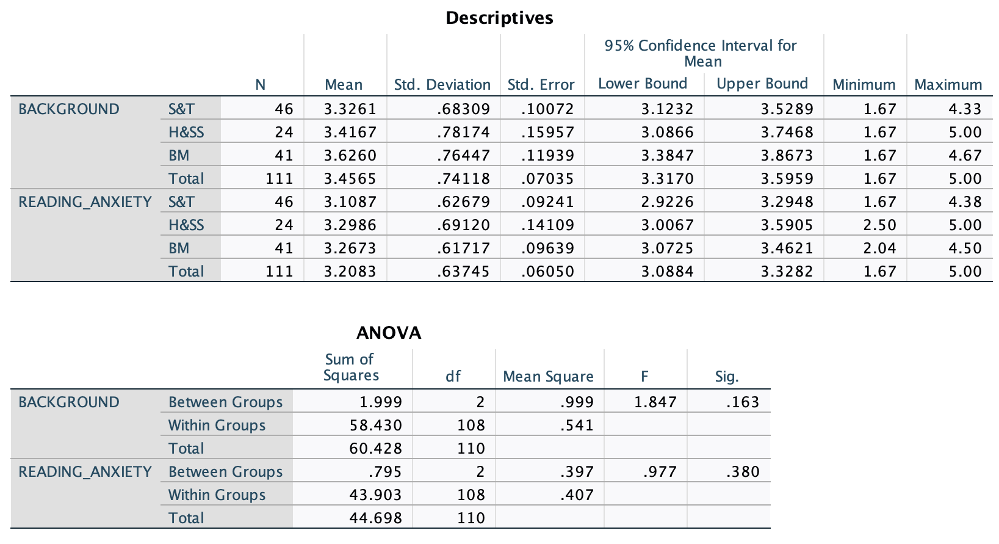 Descriptives
95% Confidence Interval for
Mean
N Mean Std. Deviation Std. Error Lower Bound Upper Bound Minimum Maximum
BACKGROUND S&T 46 3.3261 .68309 .10072 3.1232 3.5289 1.67 4.33
H&SS 24 3.4167 .78174 .15957 3.0866 3.7468 1.67 5.00
BM 41 3.6260 .76447 .11939 3.3847 3.8673 1.67 4.67
Total 111 3.4565 .74118 .07035 3.3170 3.5959 1.67 5.00
READING_ANXIETY S&T 46 3.1087 .62679 .09241 2.9226 3.2948 1.67 4.38
H&SS 24 3.2986 .69120 .14109 3.0067 3.5905 2.50 5.00
BM 41 3.2673 .61717 .09639 3.0725 3.4621 2.04 4.50
Total 111 3.2083 .63745 .06050 3.0884 3.3282 1.67 5.00
ANOVA
Sum of
Squares df Mean Square F Sig.
BACKGROUND Between Groups 1.999 2 .999 1.847 .163
Within Groups 58.430 108 .541
Total 60.428 110
READING_ANXIETY Between Groups .795 2 .397 .977 .380
Within Groups 43.903 108 .407
Total 44.698 110